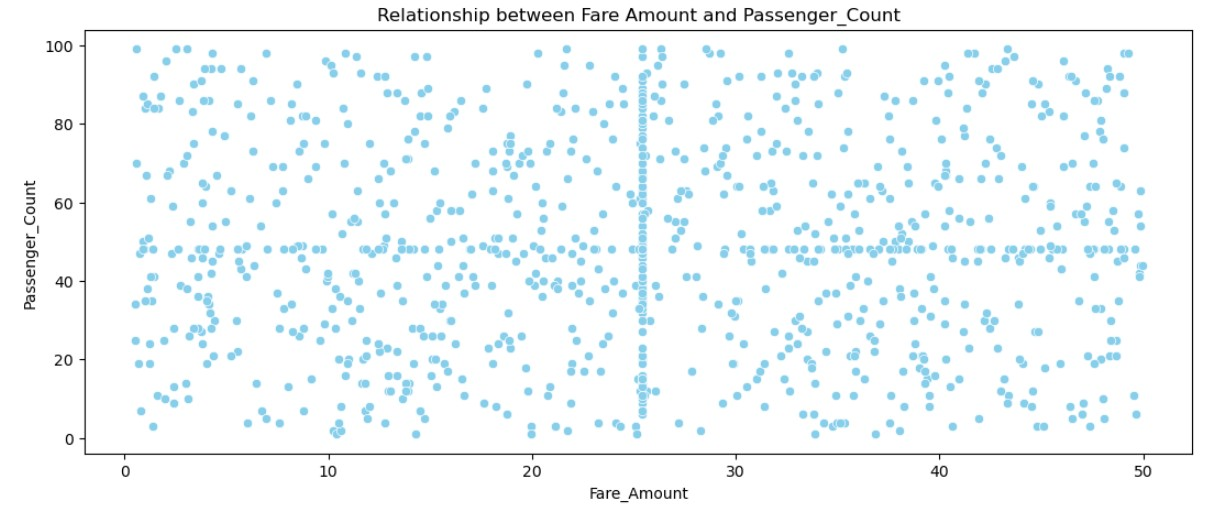 Relationship between Fare Amount and Passenger_Count
100
80
60
40
20
0
Passenger_Count
0 10 20 30 40 50
Fare_Amount